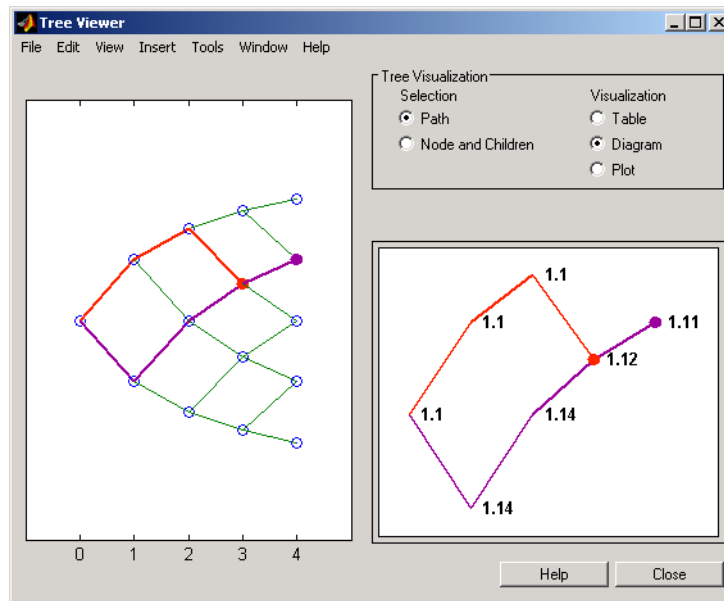 Tree Viewer
File Edit View Insert Tools Window Help
Tree Visualization
Selection Visualization
Path Table
Node and Children Diagram
Plot
0 1 2 3 4
1.1
1.1 1.11
1.12
1.1 1.14
1.14
Help Close